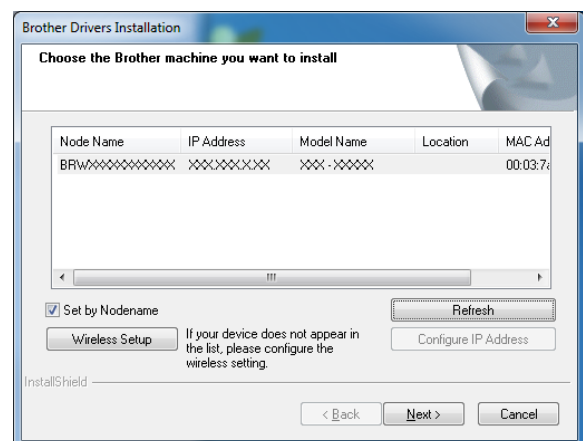 Brother Drivers Installation
Choose the Brother machine you want to install
Node Name IP Address Model Name Location MAC Ad
BRWXXXXXXXXXXXX XXX.XXX.X.XX XXX - XXXXX 00:03:7a
Set by Nodename
Refresh
Wireless Setup
If your device does not appear in
the list, please configure the
wireless setting.
Configure IP Address
InstallShield
< Back Next > Cancel